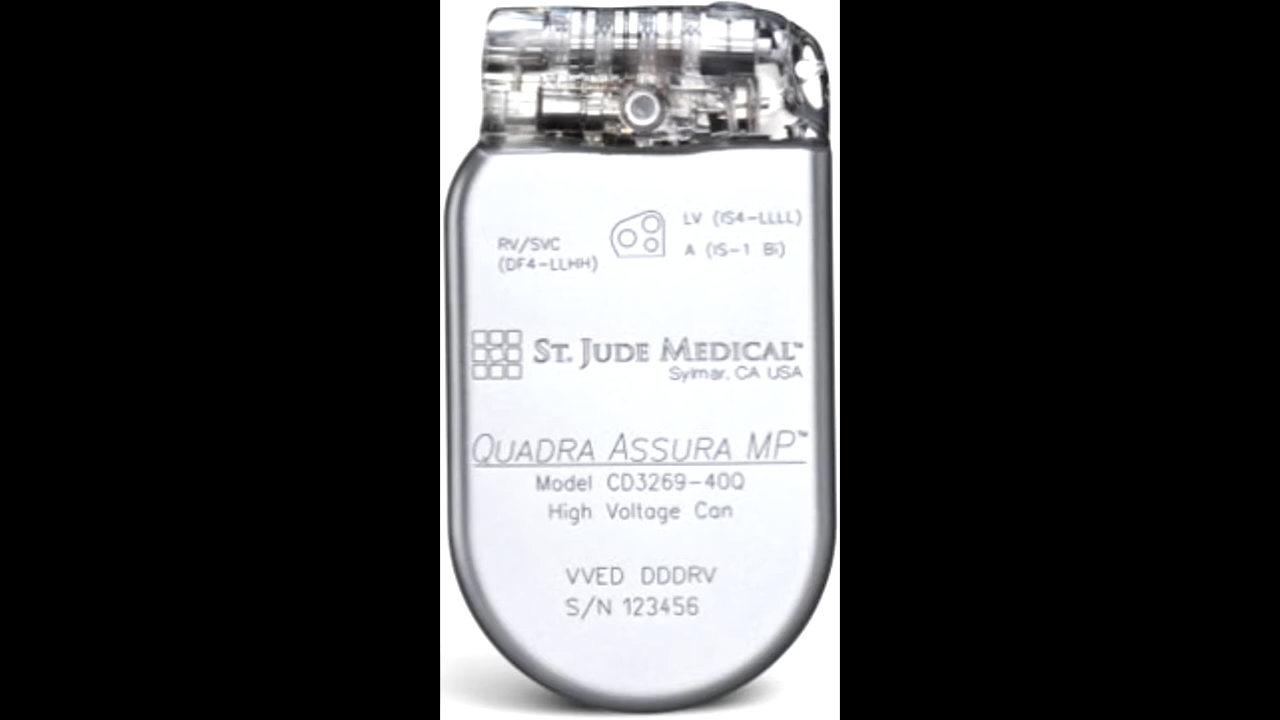 LV (IS4-LLLL)
RV/SVC
(DF4-LLHH)
A (IS-1 Bi)
ST. JUDE MEDICAL™
Sylmar, CA USA
QUADRA ASSURA MP™
Model CD3269-40Q
High Voltage Can
VVED DDDRV
S/N 123456